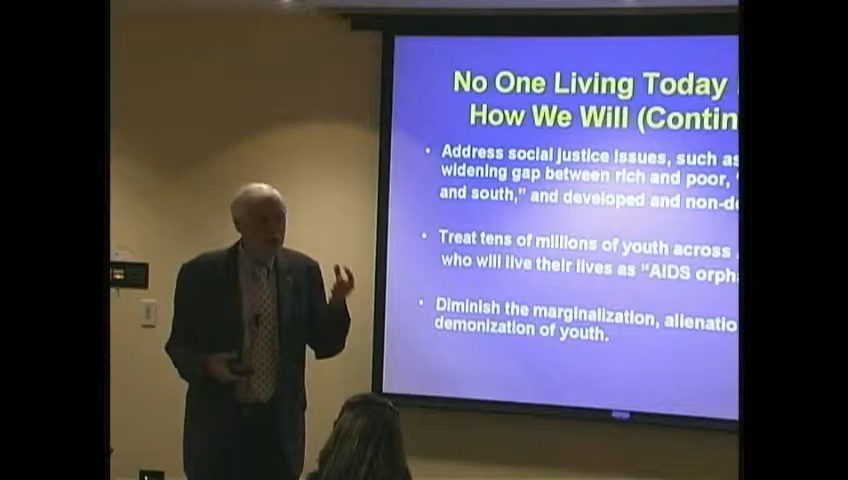 No One Living Today
How We Will (Contin
• Address social justice issues, such as
widening gap between rich and poor, "
and south," and developed and non-de
• Treat tens of millions of youth across
who will live their lives as "AIDS orpha
• Diminish the marginalization, alienatio
demonization of youth.